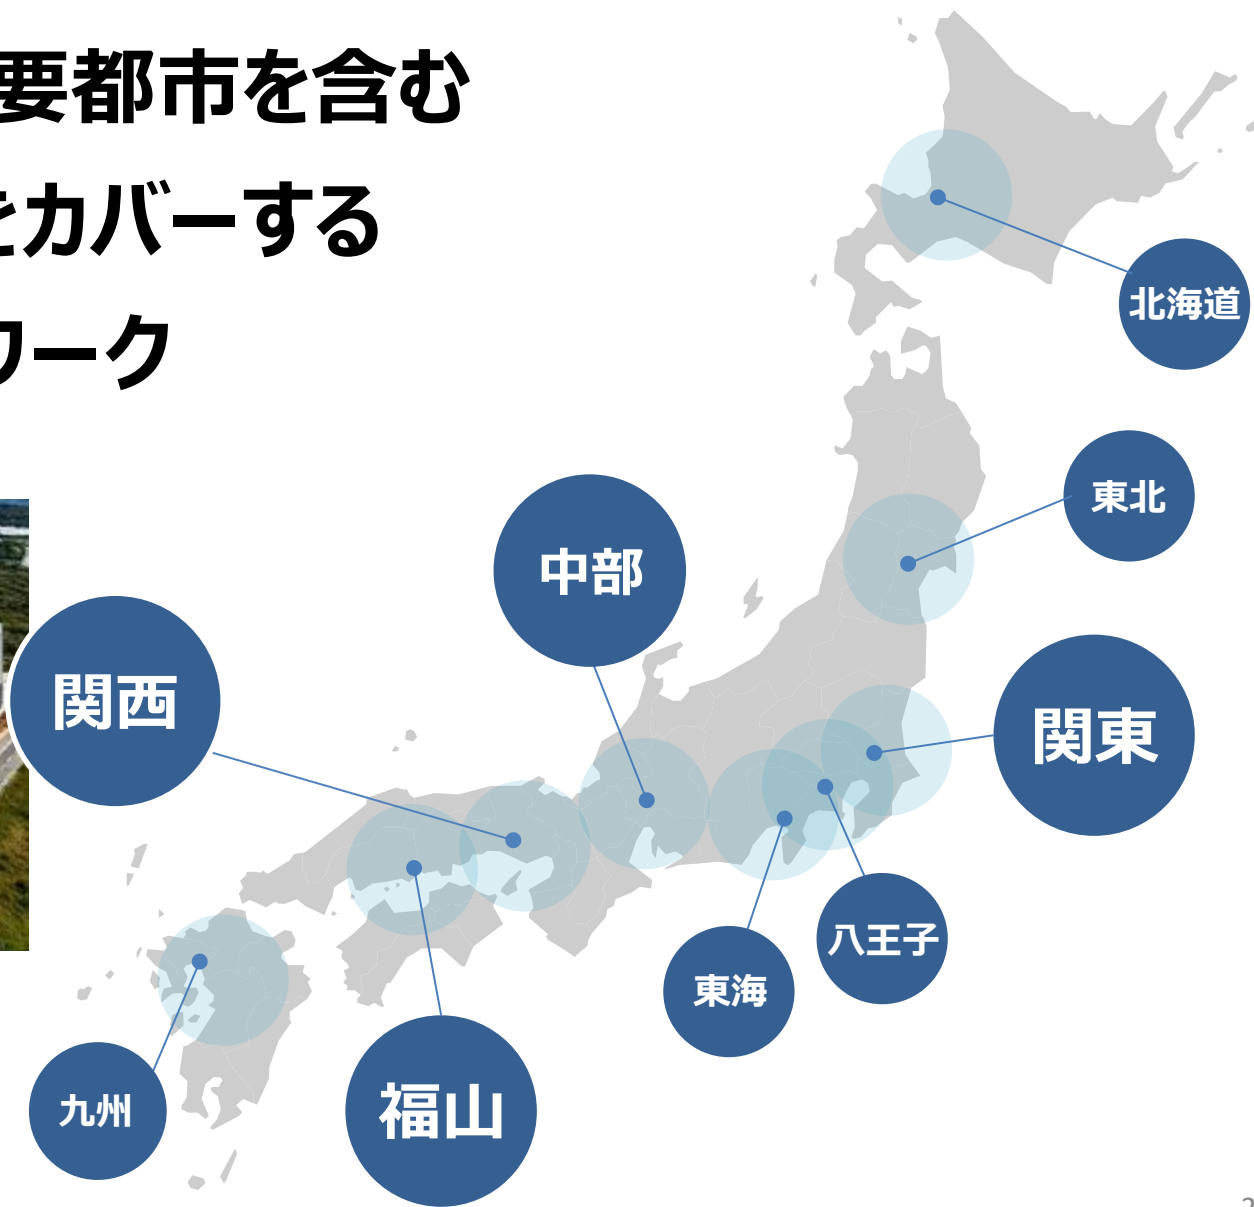 要都市を含む
をカバーする
ワーク
北海道
東北
中部
関西
関東
八王子
東海
九州
福山
2